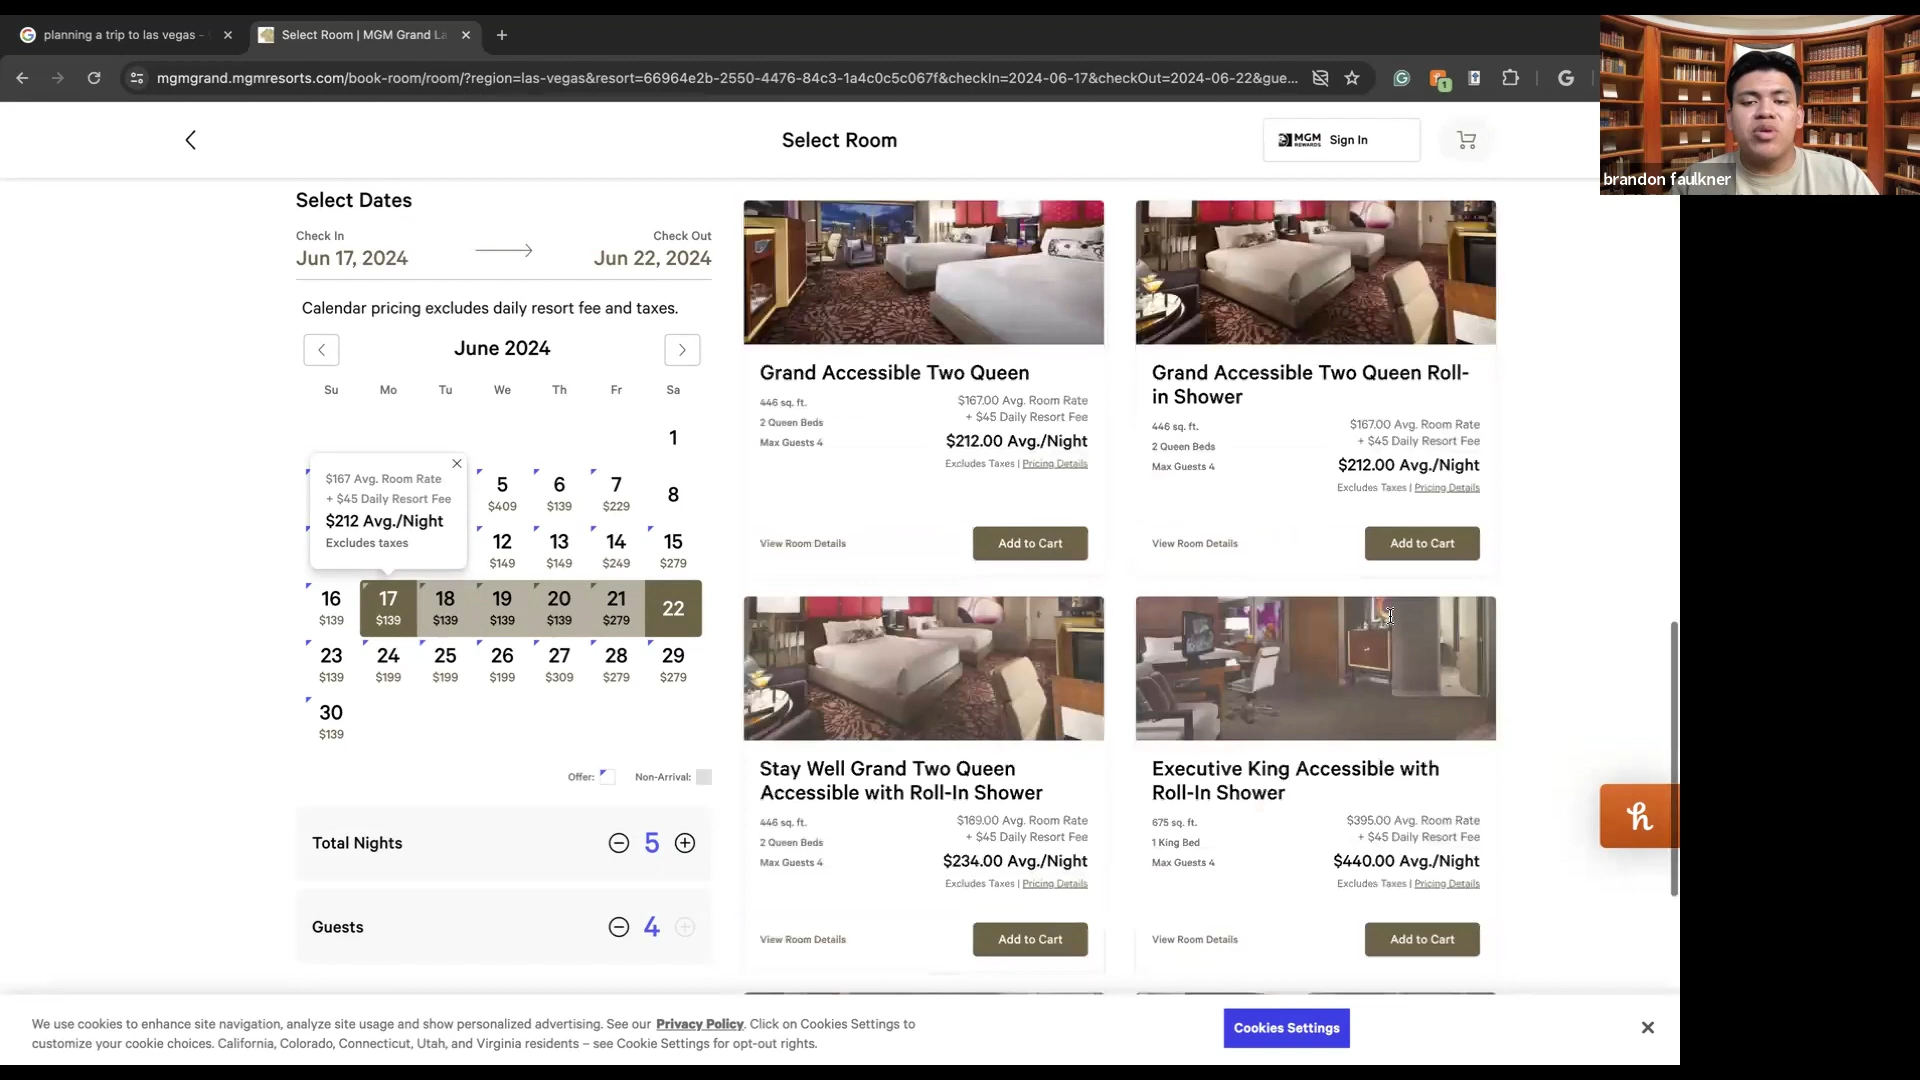 planning a trip to las vegas -
Select Room | MGM Grand La
mgmgrand.mgmresorts.com/book-room/room/?region=las-vegas&resort=66964e2b-2550-4476-84c3-1a4c0c5c067f&checkIn=2024-06-17&checkOut=2024-06-22&gue...
1
brandon faulkner
Select Room
MGM REWARDS Sign In
Select Dates
Check In
Check Out
Jun 17, 2024
Jun 22, 2024
Calendar pricing excludes daily resort fee and taxes.
June 2024
Su Mo Tu We Th Fr Sa
1
$167 Avg. Room Rate
+ $45 Daily Resort Fee
$212 Avg./Night
Excludes taxes
5 6 7 8
$409 $139 $229
12 13 14 15
$149 $149 $249 $279
16 17 18 19 20 21 22
$139 $139 $139 $139 $139 $279
23 24 25 26 27 28 29
$139 $199 $199 $199 $309 $279 $279
30
$139
Offer: Non-Arrival:
Total Nights 5
Guests 4
Grand Accessible Two Queen
446 sq. ft.
2 Queen Beds
Max Guests 4
$167.00 Avg. Room Rate
+ $45 Daily Resort Fee
$212.00 Avg./Night
Excludes Taxes | Pricing Details
View Room Details
Add to Cart
Grand Accessible Two Queen Roll-
in Shower
446 sq. ft.
2 Queen Beds
Max Guests 4
$167.00 Avg. Room Rate
+ $45 Daily Resort Fee
$212.00 Avg./Night
Excludes Taxes | Pricing Details
View Room Details
Add to Cart
Stay Well Grand Two Queen
Accessible with Roll-In Shower
446 sq. ft.
2 Queen Beds
Max Guests 4
$189.00 Avg. Room Rate
+ $45 Daily Resort Fee
$234.00 Avg./Night
Excludes Taxes | Pricing Details
View Room Details
Add to Cart
Executive King Accessible with
Roll-In Shower
675 sq. ft.
1 King Bed
Max Guests 4
$395.00 Avg. Room Rate
+ $45 Daily Resort Fee
$440.00 Avg./Night
Excludes Taxes | Pricing Details
View Room Details
Add to Cart
We use cookies to enhance site navigation, analyze site usage and show personalized advertising. See our Privacy Policy. Click on Cookies Settings to
customize your cookie choices. California, Colorado, Connecticut, Utah, and Virginia residents – see Cookie Settings for opt-out rights.
Cookies Settings